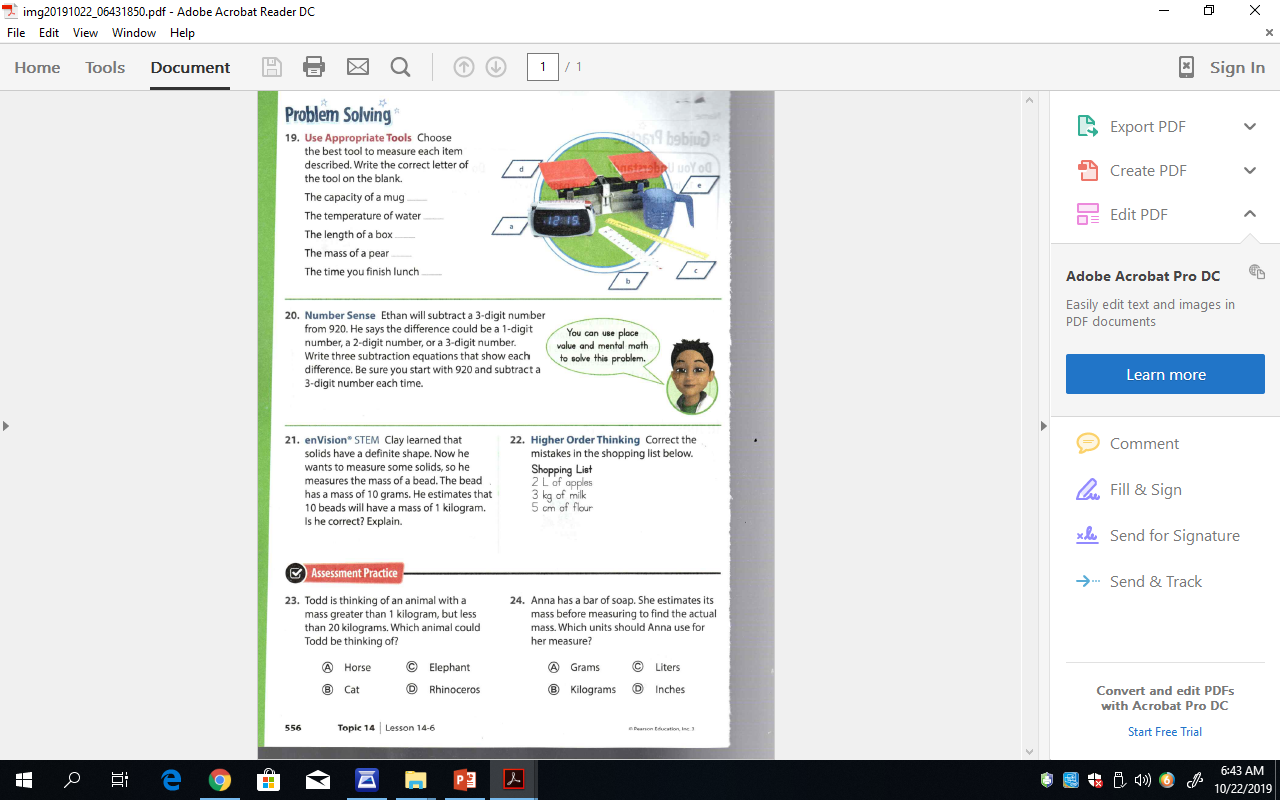 img20191022_06431850.pdf - Adobe Acrobat Reader DC
File Edit View Window Help
Home Tools Document 1 / 1 Sign In
Problem Solving
19. Use Appropriate Tools Choose
the best tool to measure each item
described. Write the correct letter of
the tool on the blank.
The capacity of a mug ____
The temperature of water ____
The length of a box ____
The mass of a pear ____
The time you finish lunch ____
d
e
a
12:15
c
b
20. Number Sense Ethan will subtract a 3-digit number
from 920. He says the difference could be a 1-digit
number, a 2-digit number, or a 3-digit number.
Write three subtraction equations that show each
difference. Be sure you start with 920 and subtract a
3-digit number each time.
You can use place
value and mental math
to solve this problem.
21. enVision® STEM Clay learned that
solids have a definite shape. Now he
wants to measure some solids, so he
measures the mass of a bead. The bead
has a mass of 10 grams. He estimates that
10 beads will have a mass of 1 kilogram.
Is he correct? Explain.
22. Higher Order Thinking Correct the
mistakes in the shopping list below.
Shopping List
2 L of apples
3 kg of milk
5 cm of flour
Assessment Practice
23. Todd is thinking of an animal with a
mass greater than 1 kilogram, but less
than 20 kilograms. Which animal could
Todd be thinking of?
A Horse C Elephant
B Cat D Rhinoceros
24. Anna has a bar of soap. She estimates its
mass before measuring to find the actual
mass. Which units should Anna use for
her measure?
A Grams C Liters
B Kilograms D Inches
556 Topic 14 | Lesson 14-6
© Pearson Education, Inc. 3
Export PDF
Create PDF
Edit PDF
Adobe Acrobat Pro DC
Easily edit text and images in
PDF documents
Learn more
Comment
Fill & Sign
Send for Signature
Send & Track
Convert and edit PDFs
with Acrobat Pro DC
Start Free Trial
6:43 AM
10/22/2019